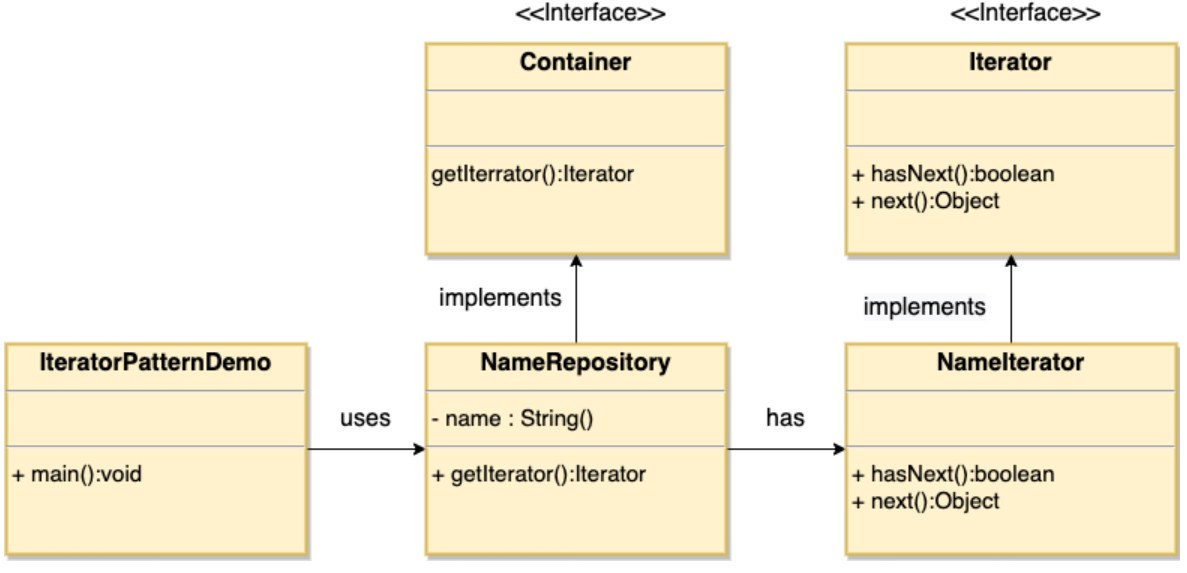 <<Interface>>
Container
getIterrator():Iterator
<<Interface>>
Iterator
+ hasNext():boolean
+ next():Object
implements
implements
IteratorPatternDemo
+ main():void
uses
NameRepository
- name : String()
+ getIterator():Iterator
has
NameIterator
+ hasNext():boolean
+ next():Object